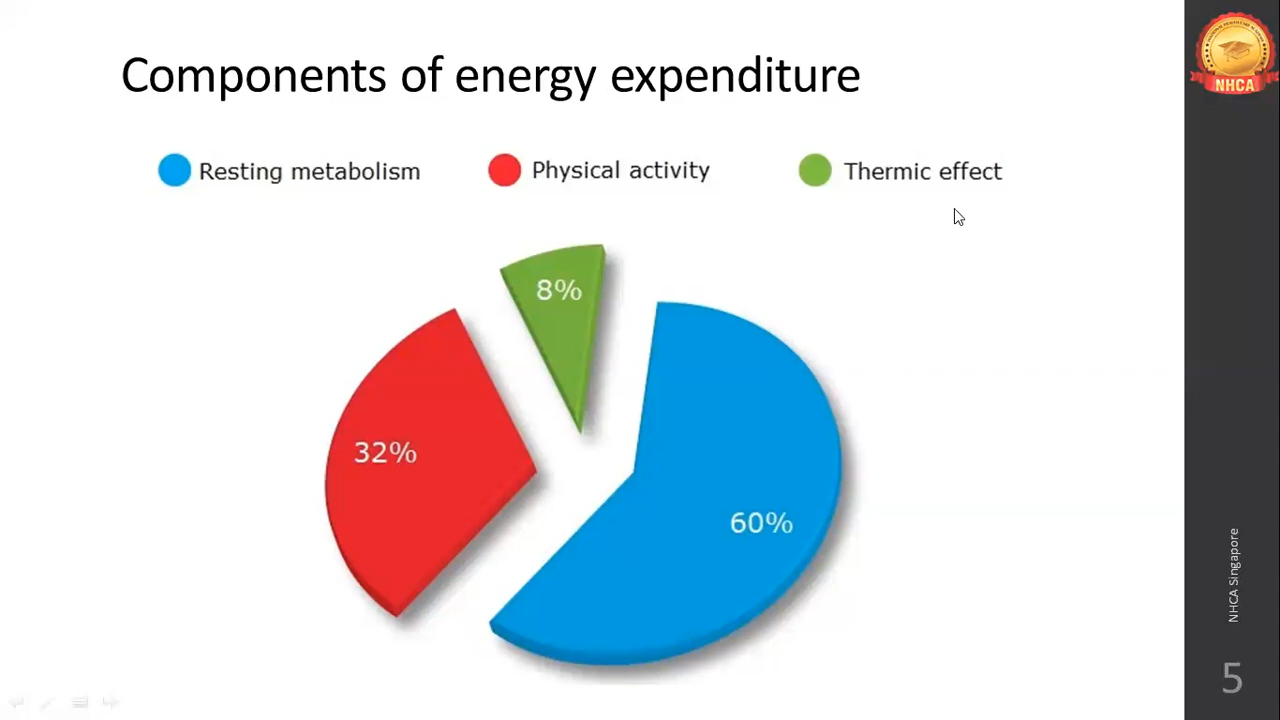 Components of energy expenditure
NHCA
Resting metabolism
Physical activity
Thermic effect
8%
32%
60%
NHCA Singapore
5